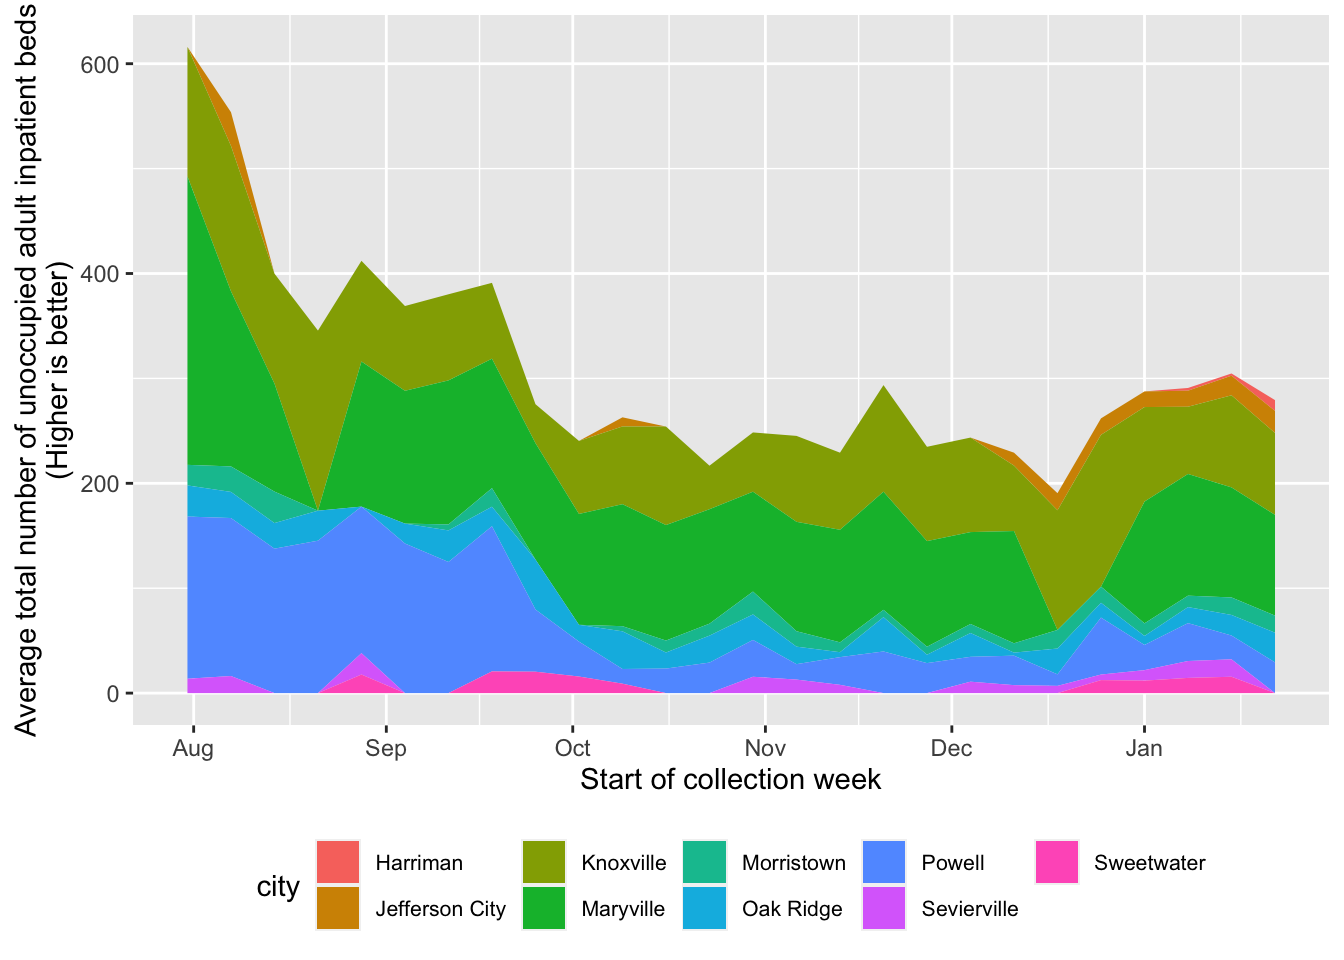 Average total number of unoccupied adult inpatient beds
(Higher is better)
600
400
200
0
Aug
Sep
Oct
Nov
Dec
Jan
Start of collection week
city
Harriman
Knoxville
Morristown
Powell
Sweetwater
Jefferson City
Maryville
Oak Ridge
Sevierville